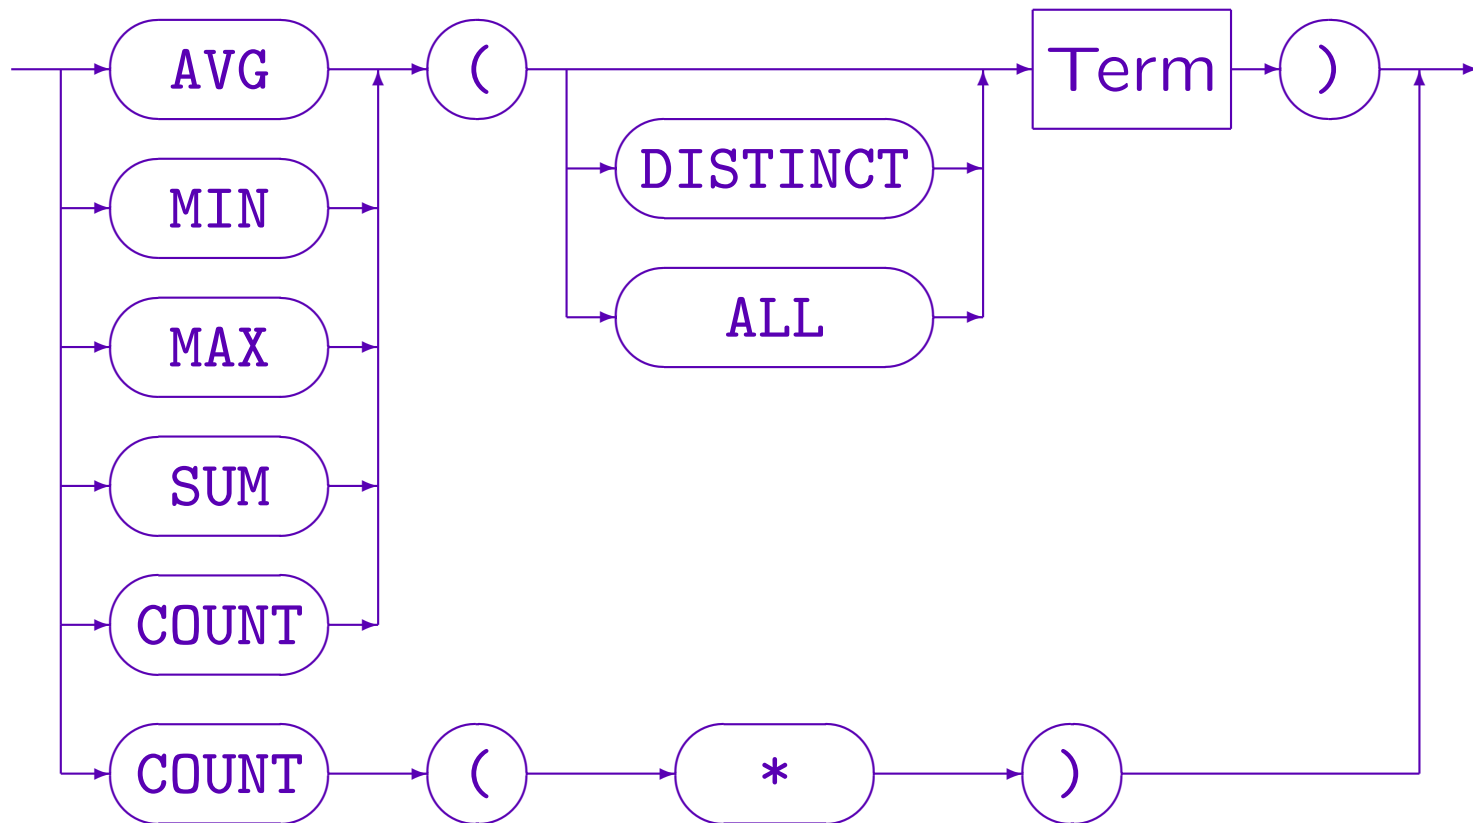 AVG ( Term )
DISTINCT
MIN
ALL
MAX
SUM
COUNT
COUNT ( * )